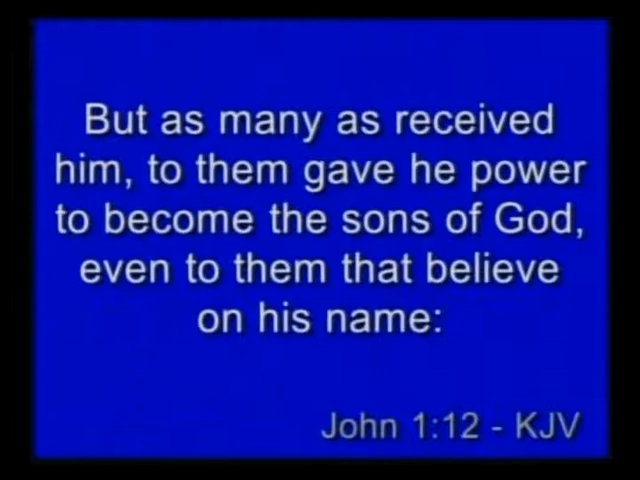 But as many as received
him, to them gave he power
to become the sons of God,
even to them that believe
on his name:
John 1:12 - KJV